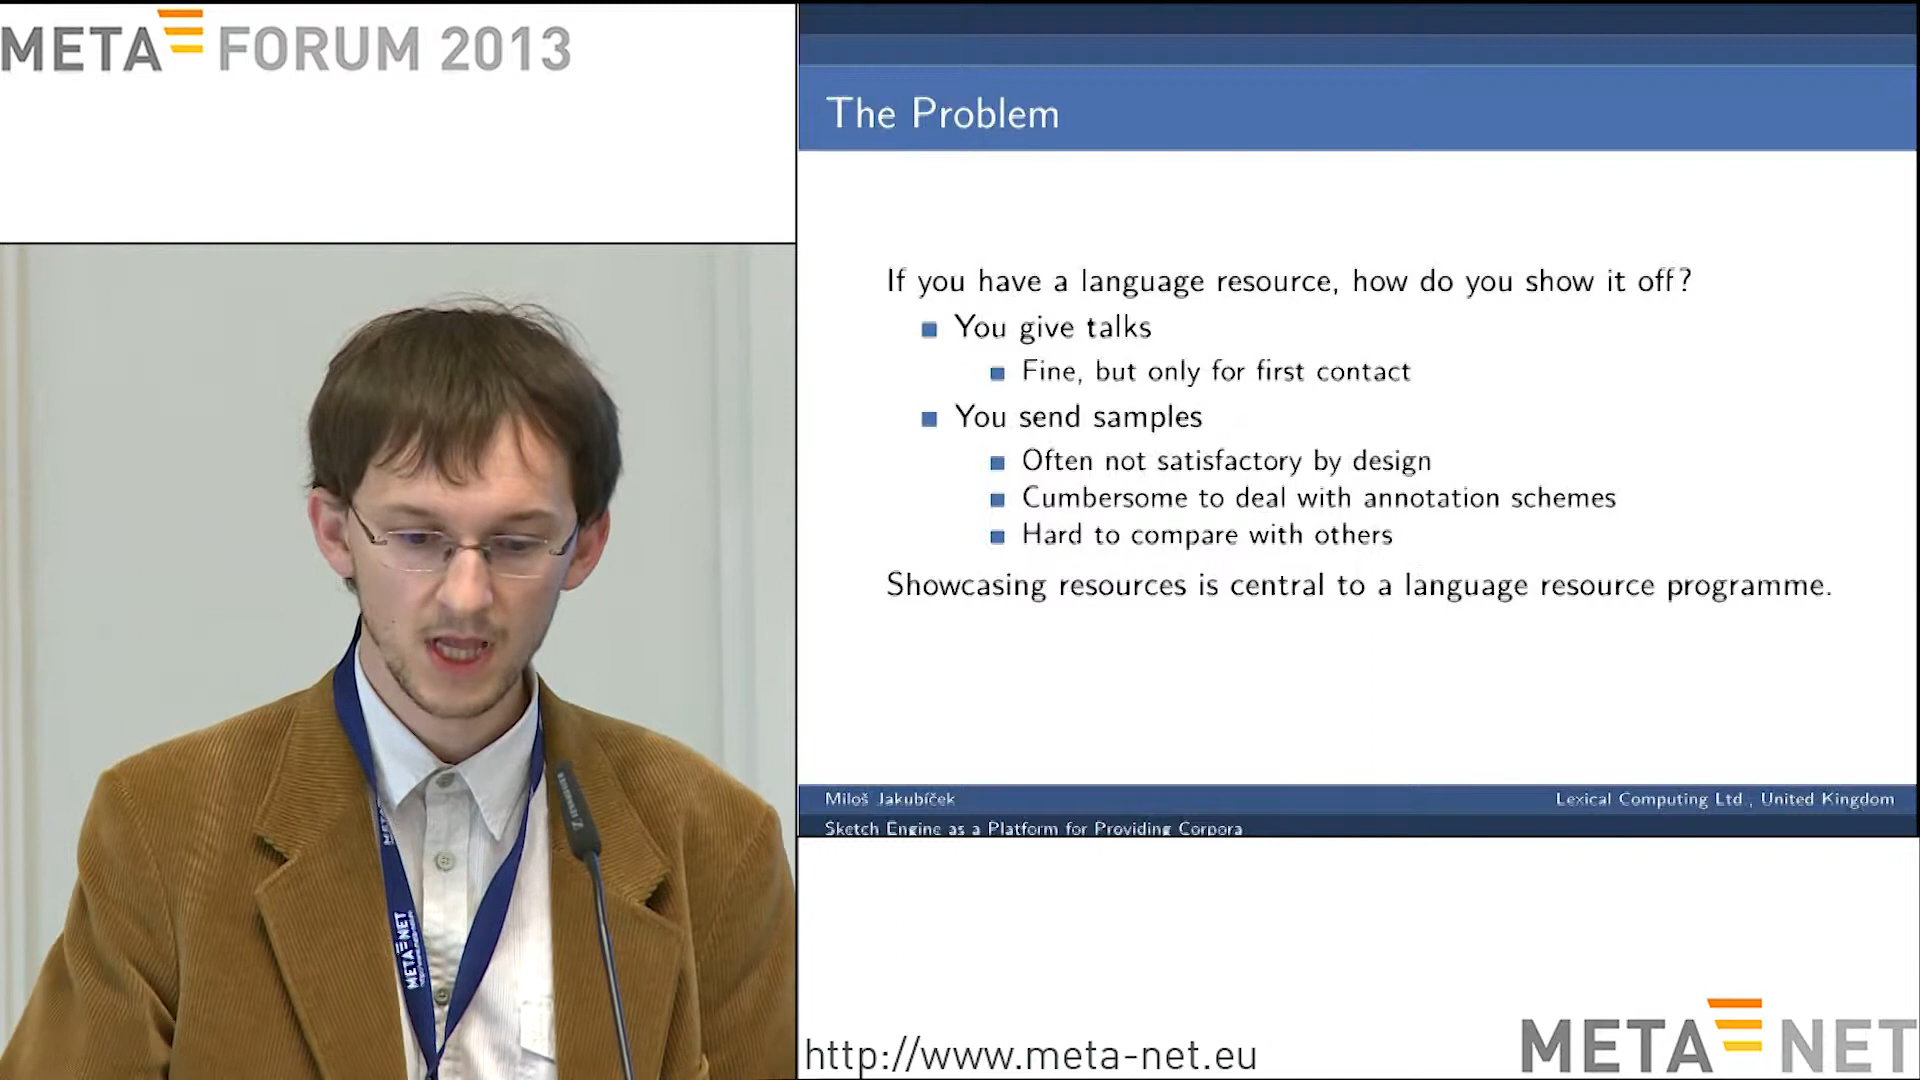 META FORUM 2013
The Problem
If you have a language resource, how do you show it off?
You give talks
Fine, but only for first contact
You send samples
Often not satisfactory by design
Cumbersome to deal with annotation schemes
Hard to compare with others
Showcasing resources is central to a language resource programme.
Miloš Jakubíček
Lexical Computing Ltd , United Kingdom
Sketch Engine as a Platform for Providing Corpora
META NET
http://www.meta-net.eu
META NET